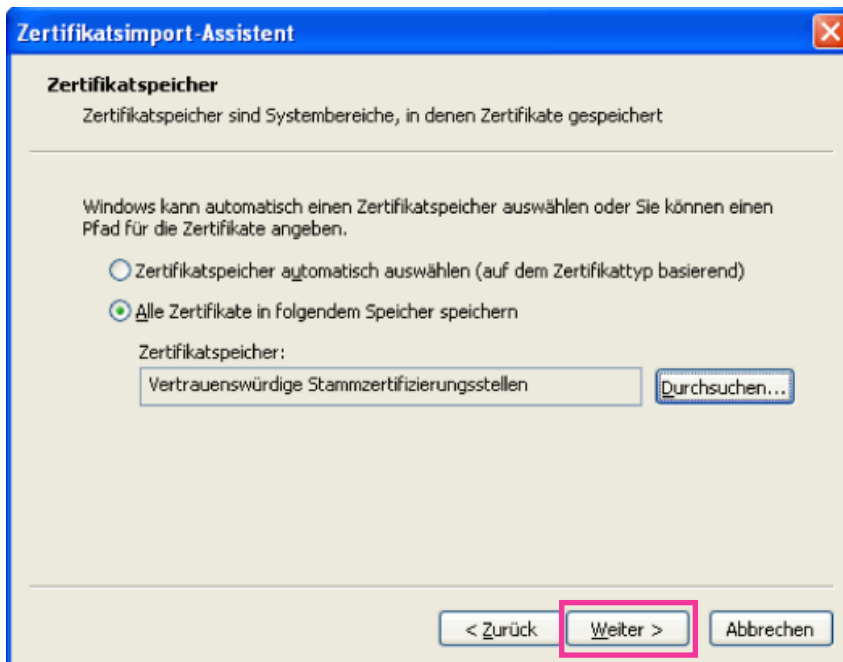 Zertifikatsimport-Assistent
Zertifikatspeicher
Zertifikatspeicher sind Systembereiche, in denen Zertifikate gespeichert
Windows kann automatisch einen Zertifikatspeicher auswählen oder Sie können einen
Pfad für die Zertifikate angeben.
Zertifikatspeicher automatisch auswählen (auf dem Zertifikattyp basierend)
Alle Zertifikate in folgendem Speicher speichern
Zertifikatspeicher:
Vertrauenswürdige Stammzertifizierungsstellen
Durchsuchen...
< Zurück
Weiter >
Abbrechen